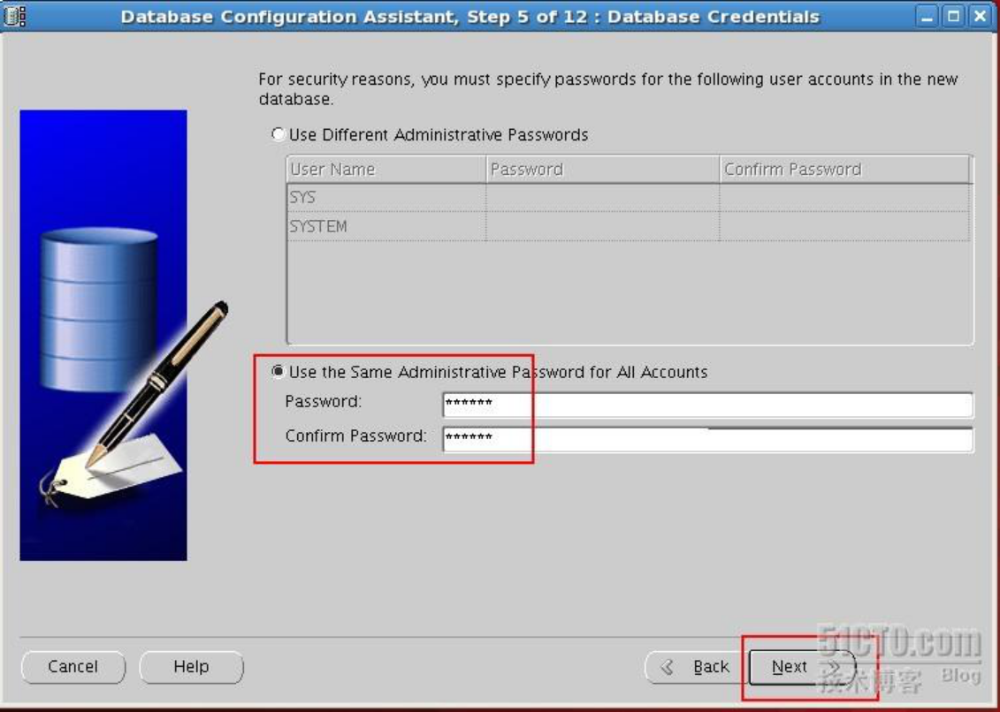 Database Configuration Assistant, Step 5 of 12 : Database Credentials
For security reasons, you must specify passwords for the following user accounts in the new
database.
Use Different Administrative Passwords
User Name Password Confirm Password
SYS
SYSTEM
Use the Same Administrative Password for All Accounts
Password: ******
Confirm Password: ******
Cancel Help Back Next
51CTO.com
技术博客 Blog